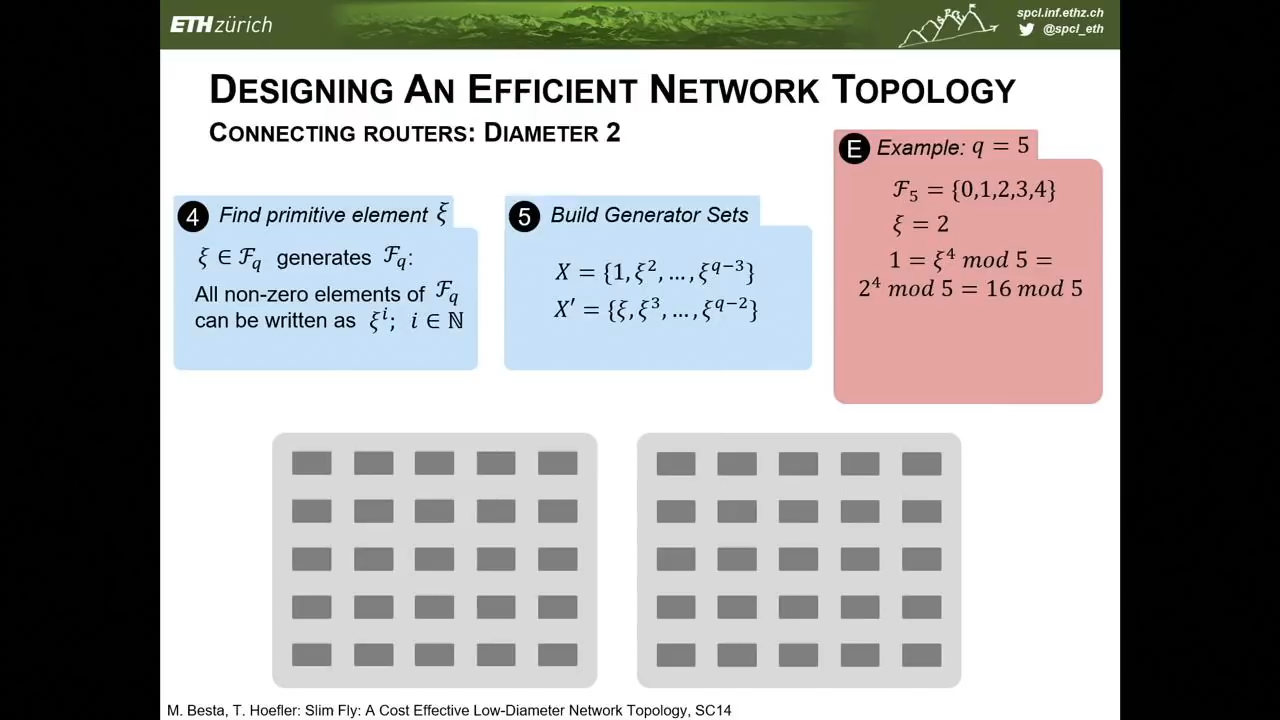 ETH zürich
spcl.inf.ethz.ch
@spcl_eth
DESIGNING AN EFFICIENT NETWORK TOPOLOGY
CONNECTING ROUTERS: DIAMETER 2
E Example: q = 5
ℱ₅ = {0,1,2,3,4}
ξ = 2
1 = ξ⁴ mod 5 =
2⁴ mod 5 = 16 mod 5
4 Find primitive element ξ
ξ ∈ ℱ_q generates ℱ_q:
All non-zero elements of ℱ_q
can be written as ξⁱ; i ∈ ℕ
5 Build Generator Sets
X = {1, ξ², …, ξ^{q−3}}
X′ = {ξ, ξ³, …, ξ^{q−2}}
M. Besta, T. Hoefler: Slim Fly: A Cost Effective Low-Diameter Network Topology, SC14